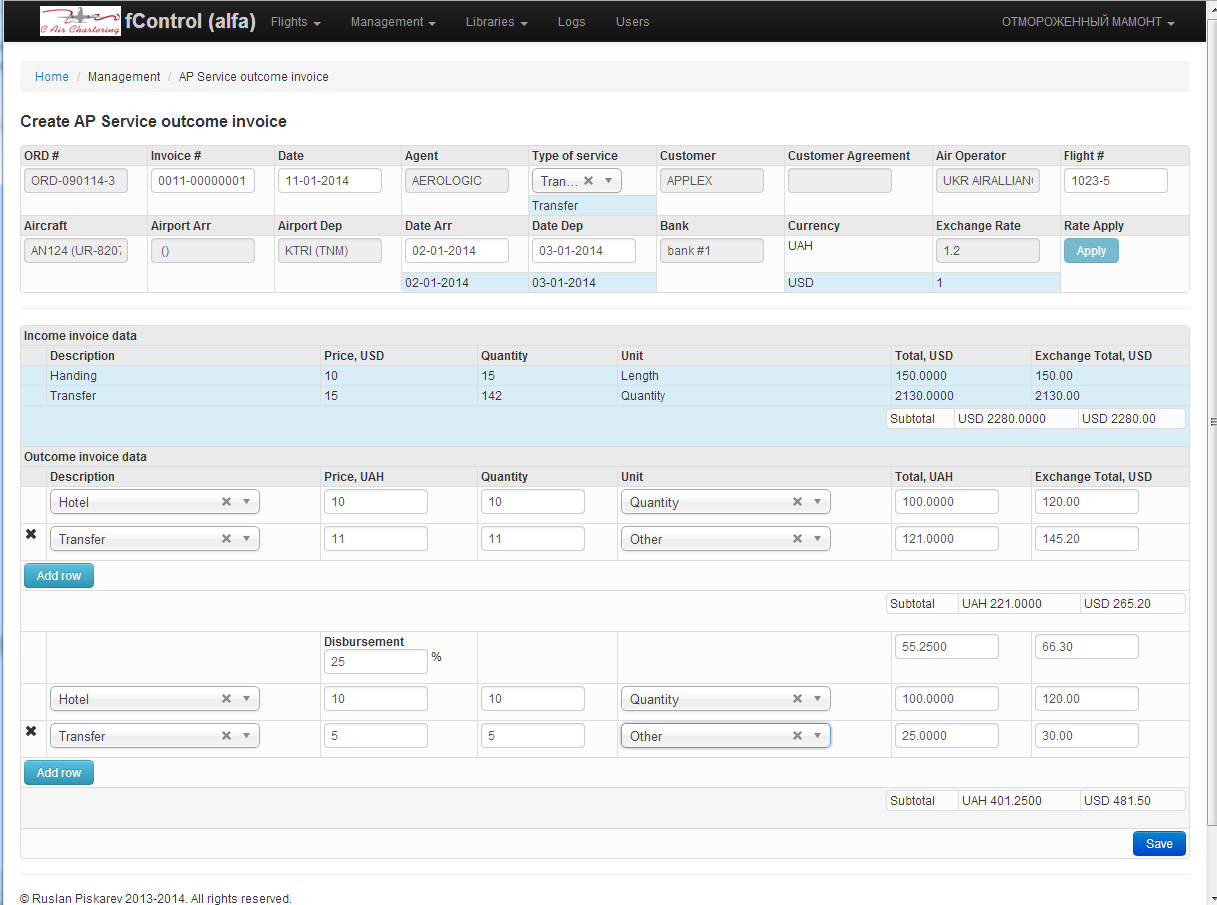 C Air Chartering fControl (alfa) Flights Management Libraries Logs Users ОТМОРОЖЕННЫЙ МАМОНТ
Home / Management / AP Service outcome invoice
Create AP Service outcome invoice
ORD # Invoice # Date Agent Type of service Customer Customer Agreement Air Operator Flight #
ORD-090114-3 0011-00000001 11-01-2014 AEROLOGIC Tran... APPLEX UKR AIRALLIAN 1023-5
Transfer
Aircraft Airport Arr Airport Dep Date Arr Date Dep Bank Currency Exchange Rate Rate Apply
AN124 (UR-8207 () KTRI (TNM) 02-01-2014 03-01-2014 bank #1 UAH 1.2 Apply
02-01-2014 03-01-2014 USD 1
Income invoice data
Description Price, USD Quantity Unit Total, USD Exchange Total, USD
Handing 10 15 Length 150.0000 150.00
Transfer 15 142 Quantity 2130.0000 2130.00
Subtotal USD 2280.0000 USD 2280.00
Outcome invoice data
Description Price, UAH Quantity Unit Total, UAH Exchange Total, USD
Hotel 10 10 Quantity 100.0000 120.00
Transfer 11 11 Other 121.0000 145.20
Add row
Subtotal UAH 221.0000 USD 265.20
Disbursement
25 % 55.2500 66.30
Hotel 10 10 Quantity 100.0000 120.00
Transfer 5 5 Other 25.0000 30.00
Add row
Subtotal UAH 401.2500 USD 481.50
Save
© Ruslan Piskarev 2013-2014. All rights reserved.